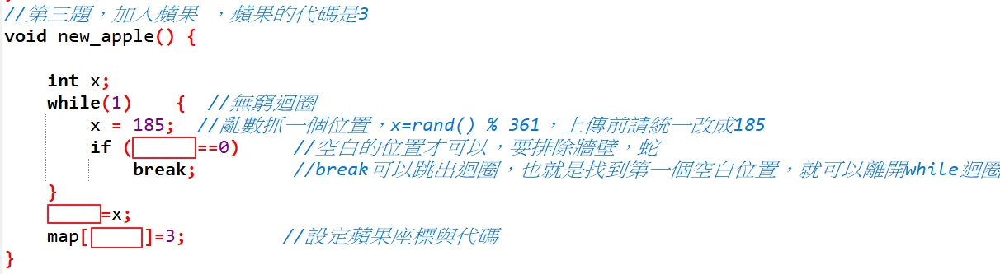 //第三題，加入蘋果 ，蘋果的代碼是3
void new_apple() {
int x;
while(1) { //無窮迴圈
x = 185; //亂數抓一個位置，x=rand() % 361，上傳前請統一改成185
if ( ==0) //空白的位置才可以，要排除牆壁，蛇
break; //break可以跳出迴圈，也就是找到第一個空白位置，就可以離開while迴圈
}
=x;
map[ ]=3; //設定蘋果座標與代碼
}